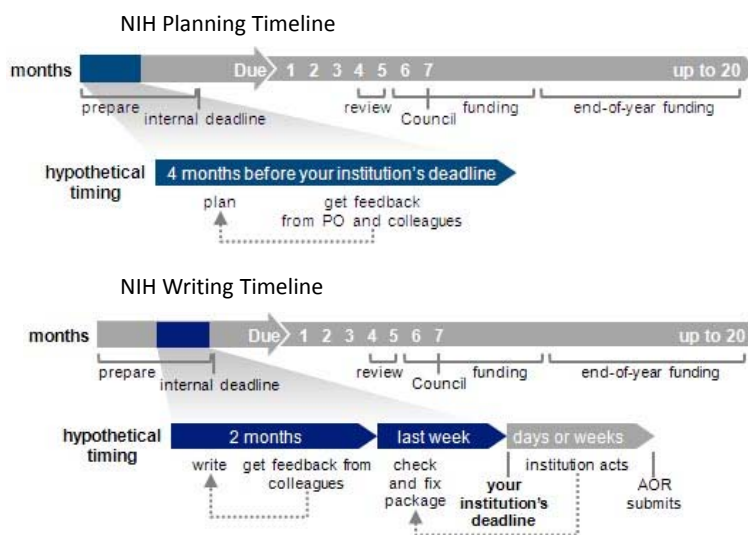 NIH Planning Timeline
months Due 1 2 3 4 5 6 7 up to 20
prepare review funding end-of-year funding
internal deadline Council
hypothetical timing 4 months before your institution's deadline
plan get feedback
from PO and colleagues
NIH Writing Timeline
months Due 1 2 3 4 5 6 7 up to 20
prepare review funding end-of-year funding
internal deadline Council
hypothetical timing 2 months last week days or weeks
write get feedback from
colleagues
check
and fix
package
your
institution's
deadline
institution acts
AOR
submits